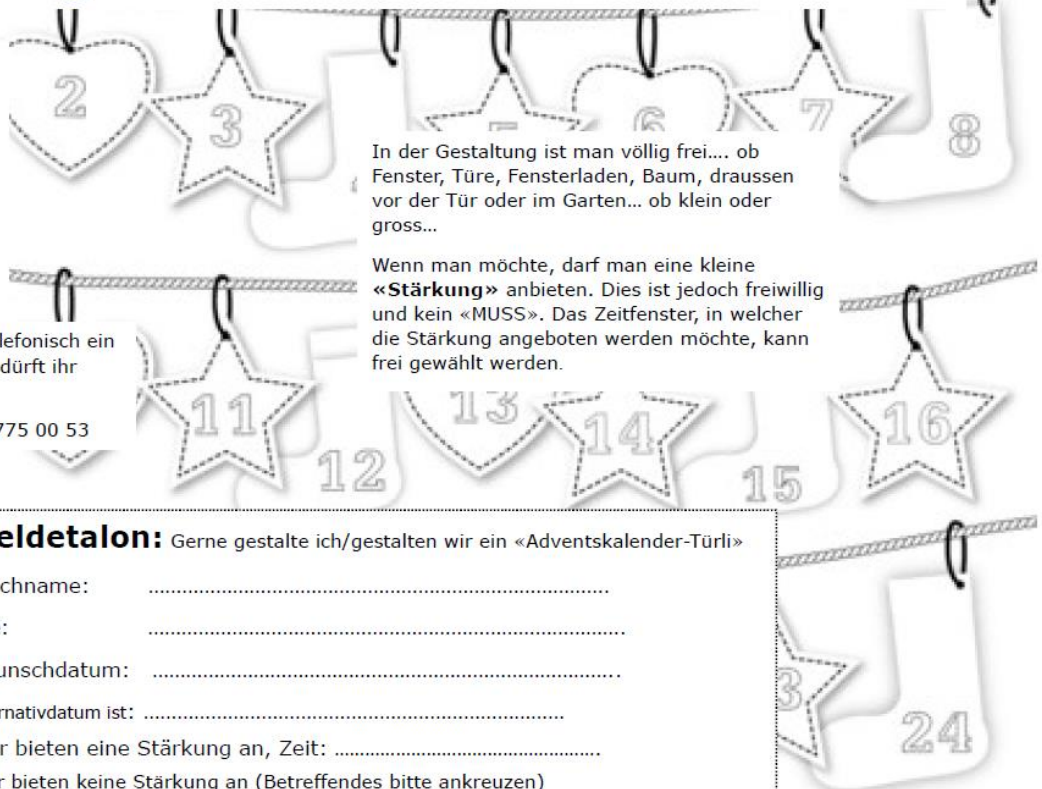 2
3
5
6
7
8
In der Gestaltung ist man völlig frei.... ob
Fenster, Türe, Fensterladen, Baum, draussen
vor der Tür oder im Garten... ob klein oder
gross...
Wenn man möchte, darf man eine kleine
«Stärkung» anbieten. Dies ist jedoch freiwillig
und kein «MUSS». Das Zeitfenster, in welcher
die Stärkung angeboten werden möchte, kann
frei gewählt werden.
lefonisch ein
dürft ihr
775 00 53
11
12
13
14
15
16
eldetalon: Gerne gestalte ich/gestalten wir ein «Adventskalender-Türli»
chname: ..............................................................................
: ..............................................................................
unschdatum: ..............................................................................
rnativdatum ist: ..............................................................................
r bieten eine Stärkung an, Zeit: ..............................................
r bieten keine Stärkung an (Betreffendes bitte ankreuzen)
3
24